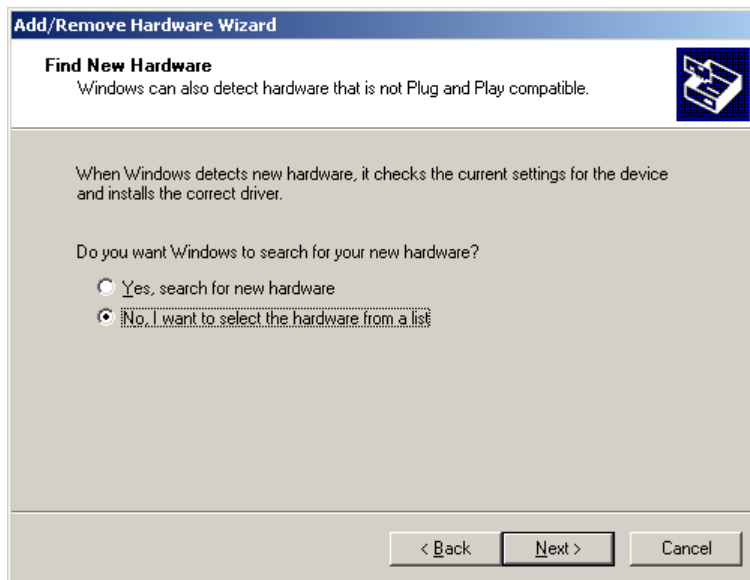 Add/Remove Hardware Wizard
Find New Hardware
Windows can also detect hardware that is not Plug and Play compatible.
When Windows detects new hardware, it checks the current settings for the device
and installs the correct driver.
Do you want Windows to search for your new hardware?
Yes, search for new hardware
No, I want to select the hardware from a list
< Back
Next >
Cancel